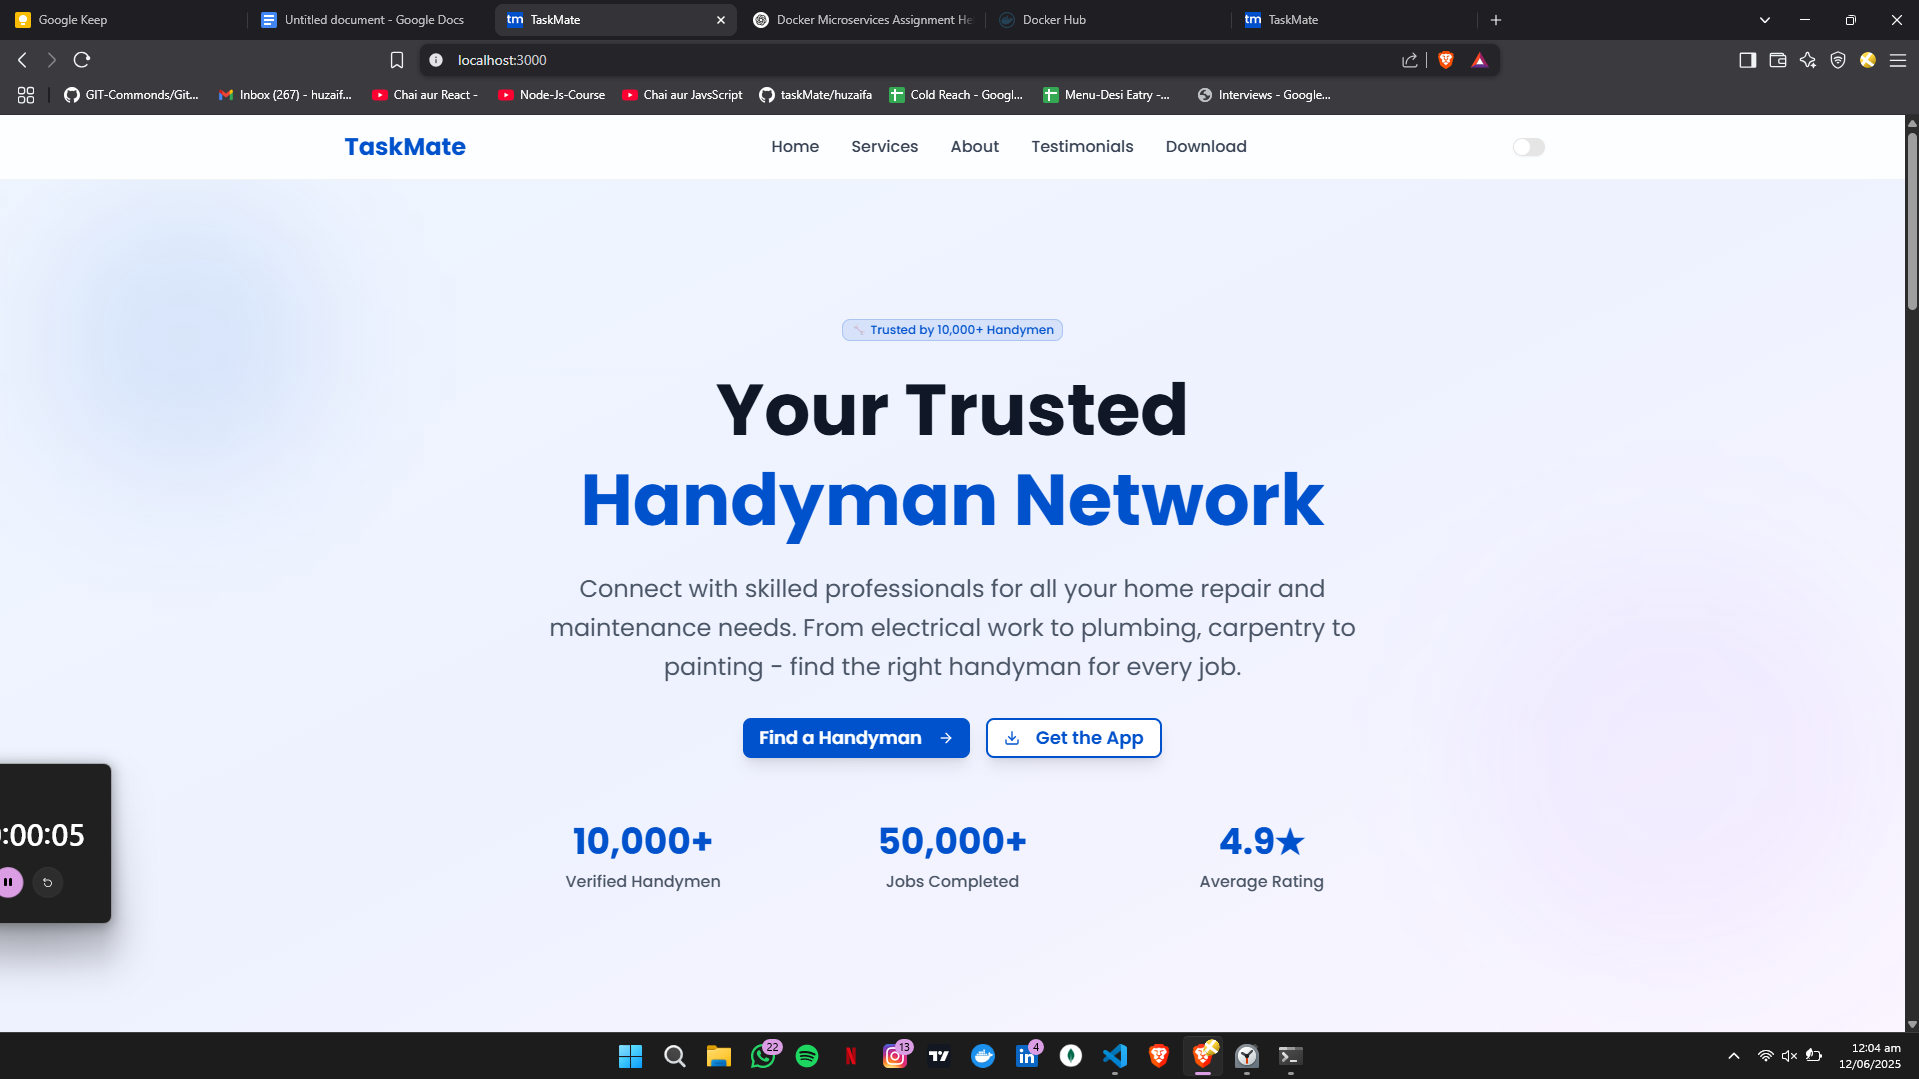 Google Keep
Untitled document - Google Docs
tm TaskMate
Docker Microservices Assignment He
Docker Hub
tm TaskMate
localhost:3000
GIT-Commonds/Git...
Inbox (267) - huzaif...
Chai aur React -
Node-Js-Course
Chai aur JavsScript
taskMate/huzaifa
Cold Reach - Googl...
Menu-Desi Eatry -...
Interviews - Google...
TaskMate
Home
Services
About
Testimonials
Download
Trusted by 10,000+ Handymen
Your Trusted
Handyman Network
Connect with skilled professionals for all your home repair and
maintenance needs. From electrical work to plumbing, carpentry to
painting - find the right handyman for every job.
Find a Handyman
Get the App
10,000+
Verified Handymen
50,000+
Jobs Completed
4.9★
Average Rating
:00:05
22
N
13
in
4
12:04 am
12/06/2025